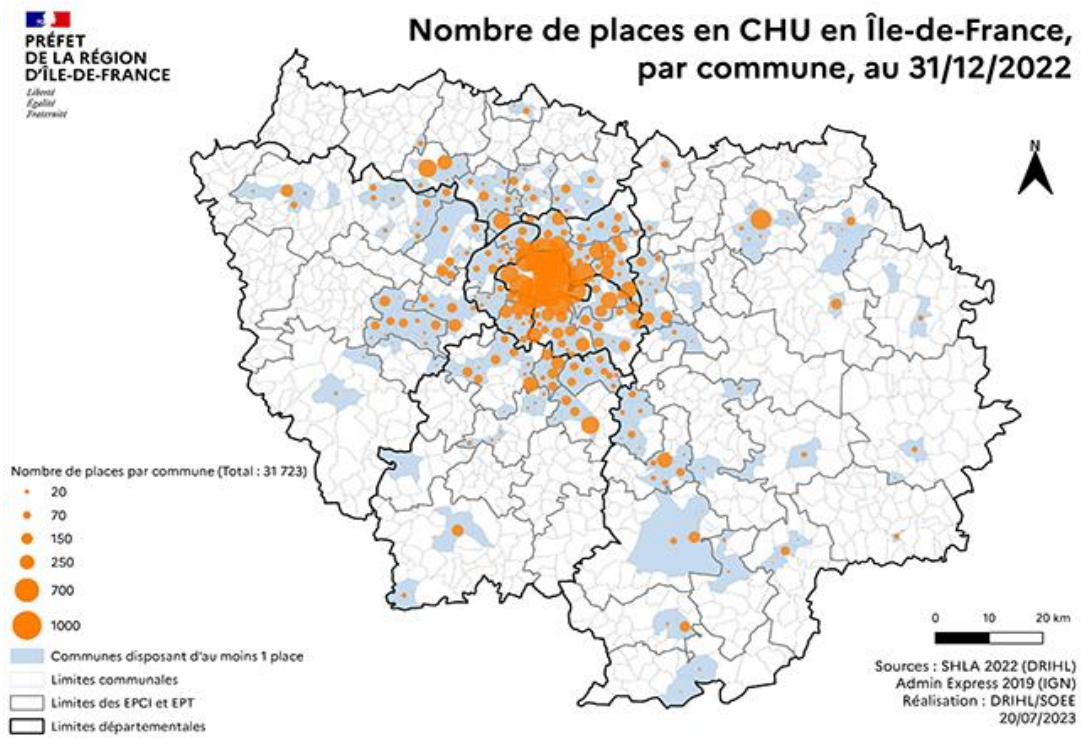 PRÉFET
DE LA RÉGION
D'ÎLE-DE-FRANCE
Liberté
Égalité
Fraternité
Nombre de places en CHU en Île-de-France,
par commune, au 31/12/2022
N
Nombre de places par commune (Total : 31 723)
20
70
150
250
700
1000
Communes disposant d'au moins 1 place
Limites communales
Limites des EPCI et EPT
Limites départementales
0 10 20 km
Sources : SHLA 2022 (DRIHL)
Admin Express 2019 (IGN)
Réalisation : DRIHL/SOEE
20/07/2023